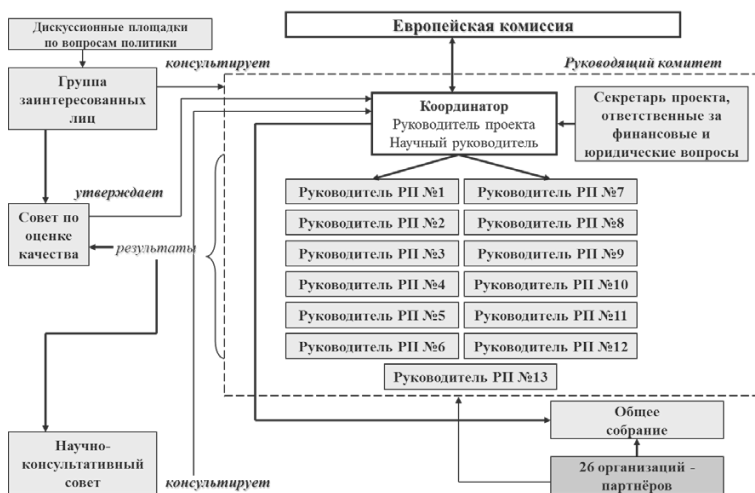 Дискуссионные площадки
по вопросам политики
Европейская комиссия
консультирует
Руководящий комитет
Группа
заинтересованных
лиц
Координатор
Руководитель проекта
Научный руководитель
Секретарь проекта,
ответственные за
финансовые и
юридические вопросы
утверждает
Руководитель РП №1
Руководитель РП №7
Совет по
оценке
качества
результаты
Руководитель РП №2
Руководитель РП №8
Руководитель РП №3
Руководитель РП №9
Руководитель РП №4
Руководитель РП №10
Руководитель РП №5
Руководитель РП №11
Руководитель РП №6
Руководитель РП №12
Руководитель РП №13
Общее
собрание
Научно-
консультативный
совет
консультирует
26 организаций -
партнёров